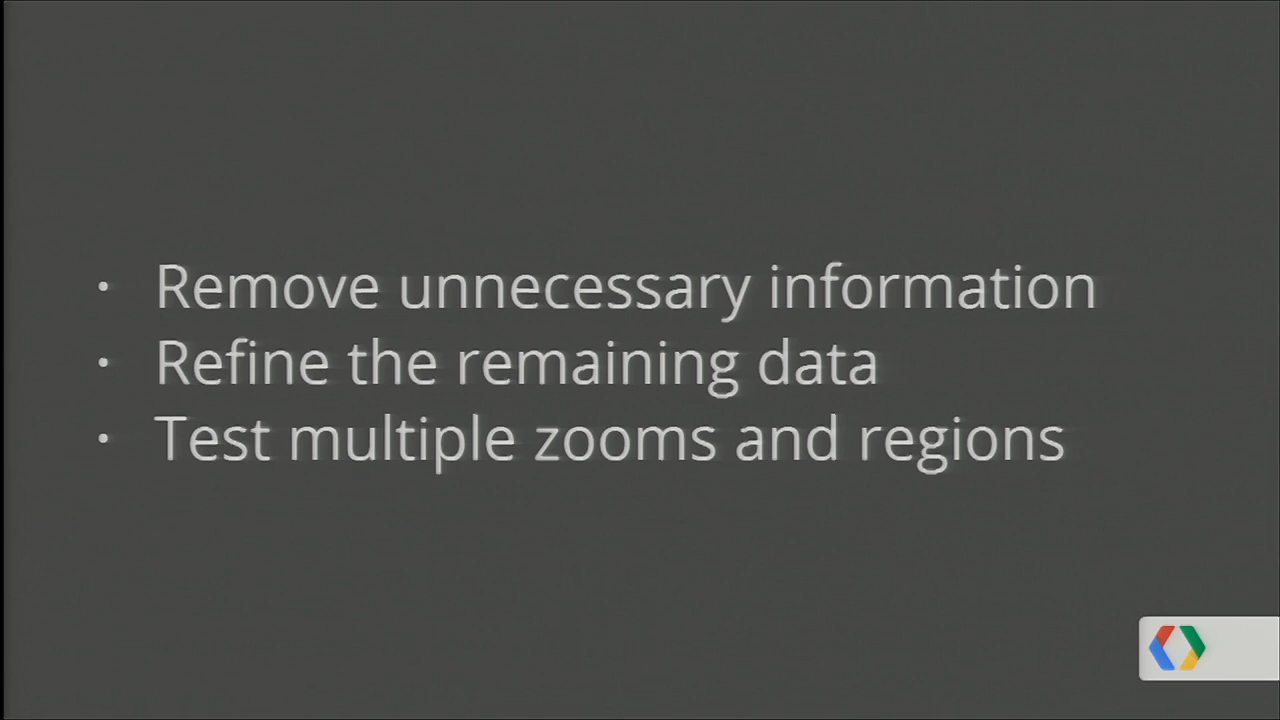 • Remove unnecessary information
• Refine the remaining data
• Test multiple zooms and regions